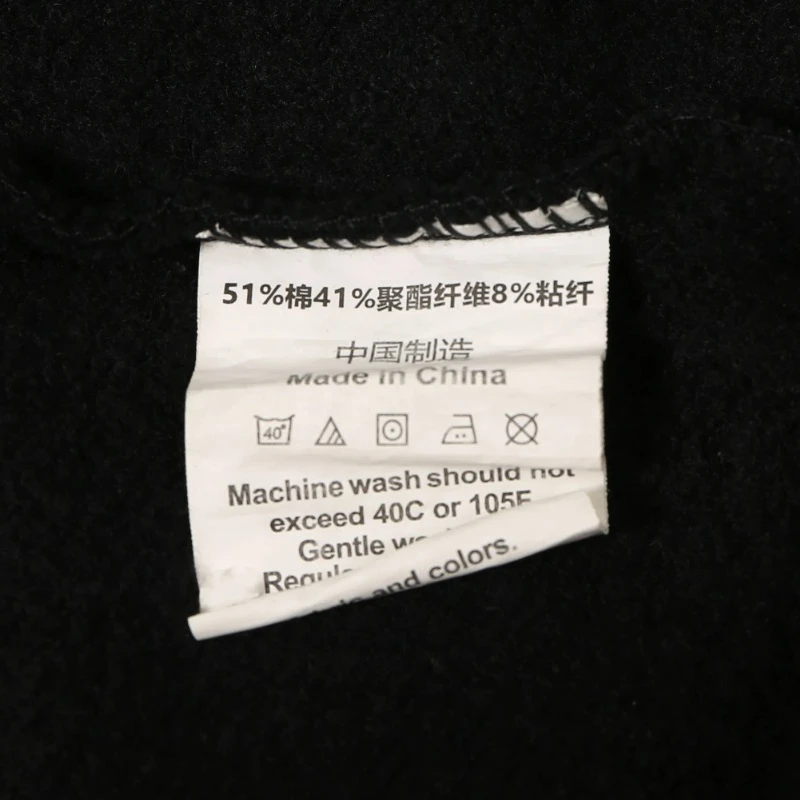 51%棉41%聚酯纤维8%粘纤
中国制造
Made in China
40°
Machine wash should not
exceed 40C or 105F
Gentle
and colors.